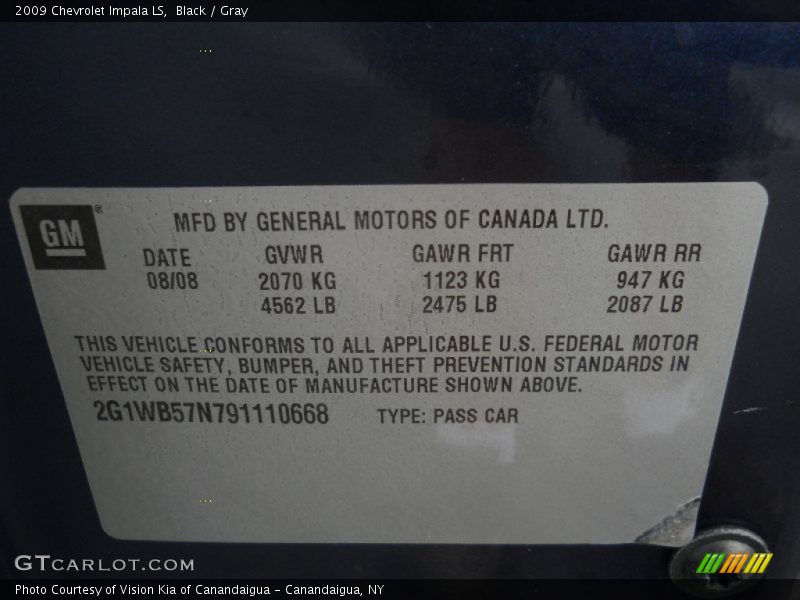 2009 Chevrolet Impala LS,  Black / Gray
GM®
MFD BY GENERAL MOTORS OF CANADA LTD.
DATE GVWR GAWR FRT GAWR RR
08/08 2070 KG 1123 KG 947 KG
4562 LB 2475 LB 2087 LB
THIS VEHICLE CONFORMS TO ALL APPLICABLE U.S. FEDERAL MOTOR
VEHICLE SAFETY, BUMPER, AND THEFT PREVENTION STANDARDS IN
EFFECT ON THE DATE OF MANUFACTURE SHOWN ABOVE.
2G1WB57N791110668 TYPE: PASS CAR
GTCARLOT.COM
Photo Courtesy of Vision Kia of Canandaigua - Canandaigua, NY